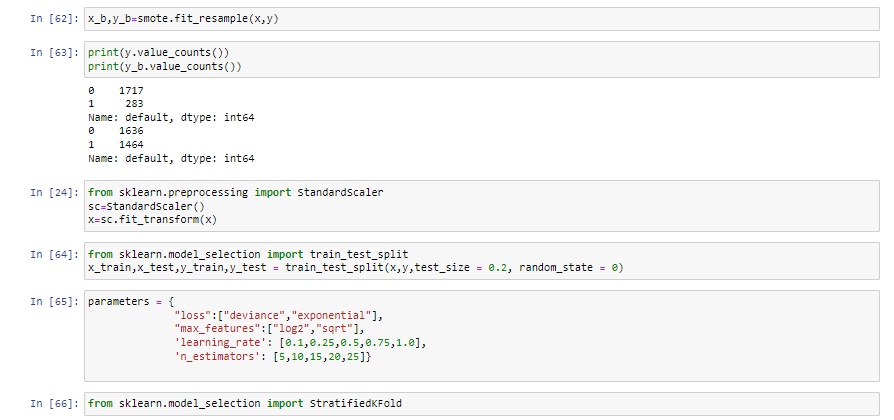 In [62]: x_b,y_b=smote.fit_resample(x,y)
In [63]: print(y.value_counts())
print(y_b.value_counts())
0    1717
1     283
Name: default, dtype: int64
0    1636
1    1464
Name: default, dtype: int64
In [24]: from sklearn.preprocessing import StandardScaler
sc=StandardScaler()
x=sc.fit_transform(x)
In [64]: from sklearn.model_selection import train_test_split
x_train,x_test,y_train,y_test = train_test_split(x,y,test_size = 0.2, random_state = 0)
In [65]: parameters = {
"loss":["deviance","exponential"],
"max_features":["log2","sqrt"],
'learning_rate': [0.1,0.25,0.5,0.75,1.0],
'n_estimators': [5,10,15,20,25]}
In [66]: from sklearn.model_selection import StratifiedKFold